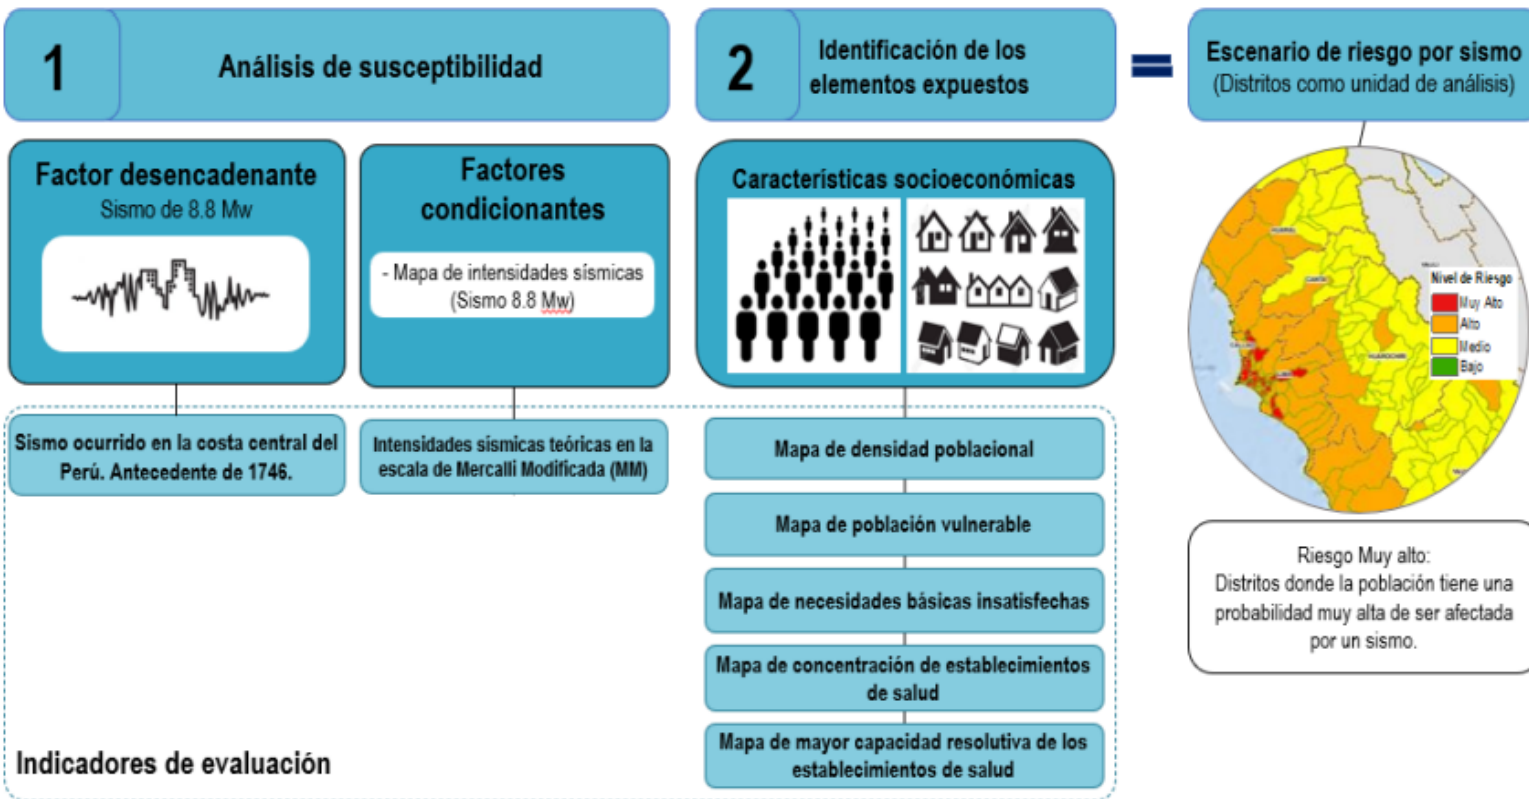 1
Análisis de susceptibilidad
2
Identificación de los
elementos expuestos
=
Escenario de riesgo por sismo
(Distritos como unidad de análisis)
Factor desencadenante
Sismo de 8.8 Mw
Factores
condicionantes
- Mapa de intensidades sísmicas
(Sismo 8.8 Mw)
Características socioeconómicas
Nivel de Riesgo
Muy Alto
Alto
Medio
Bajo
Sismo ocurrido en la costa central del
Perú. Antecedente de 1746.
Intensidades sísmicas teóricas en la
escala de Mercalli Modificada (MM)
Mapa de densidad poblacional
Mapa de población vulnerable
Mapa de necesidades básicas insatisfechas
Mapa de concentración de establecimientos
de salud
Mapa de mayor capacidad resolutiva de los
establecimientos de salud
Indicadores de evaluación
Riesgo Muy alto:
Distritos donde la población tiene una
probabilidad muy alta de ser afectada
por un sismo.